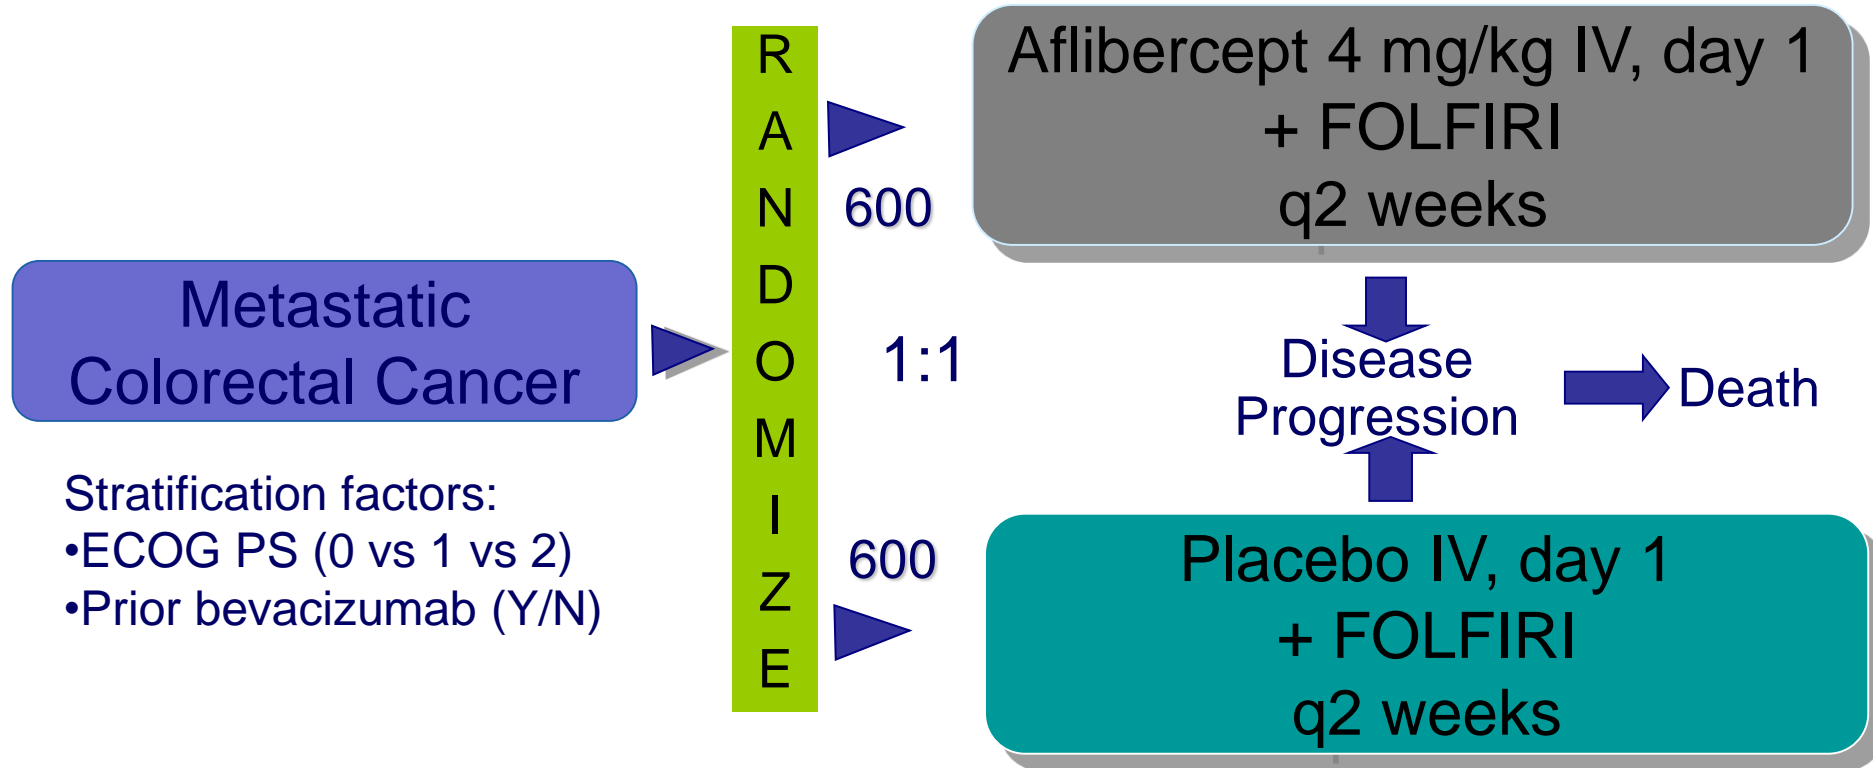 Metastatic
Colorectal Cancer
Stratification factors:
•ECOG PS (0 vs 1 vs 2)
•Prior bevacizumab (Y/N)
R
A
N
D
O
M
I
Z
E
600
1:1
600
Aflibercept 4 mg/kg IV, day 1
+ FOLFIRI
q2 weeks
Disease
Progression
Death
Placebo IV, day 1
+ FOLFIRI
q2 weeks